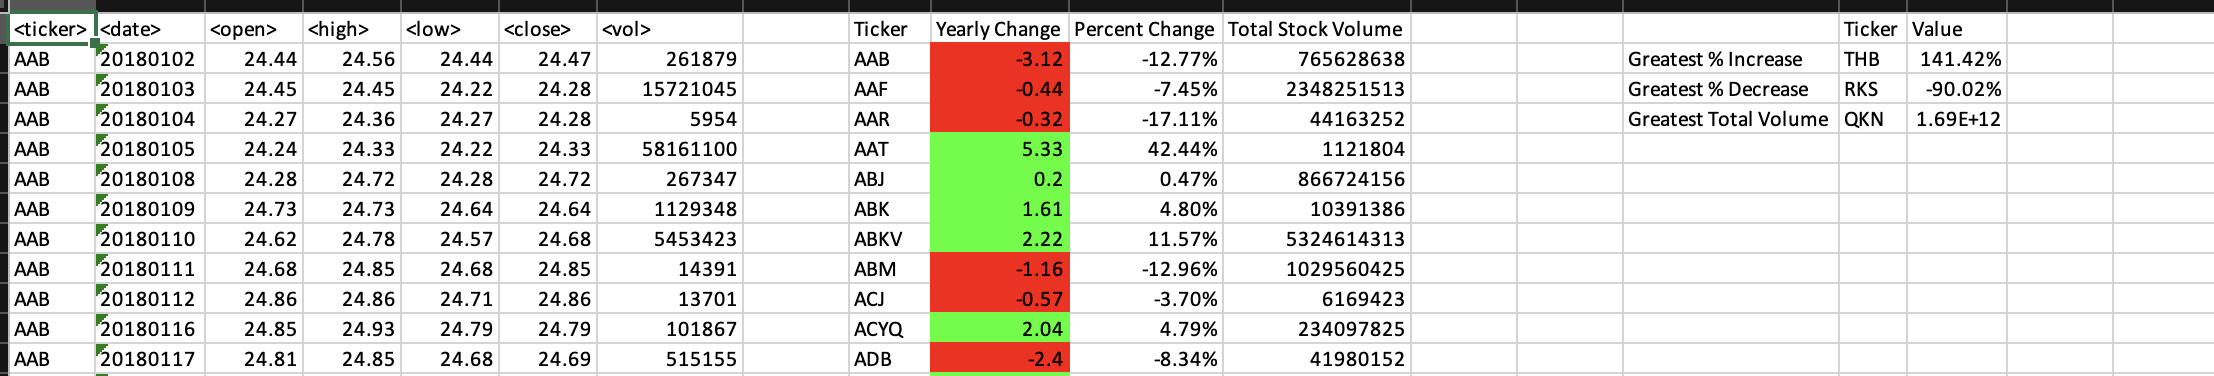 <ticker> <date> <open> <high> <low> <close> <vol> Ticker Yearly Change Percent Change Total Stock Volume Ticker Value
AAB 20180102 24.44 24.56 24.44 24.47 261879 AAB -3.12 -12.77% 765628638 Greatest % Increase THB 141.42%
AAB 20180103 24.45 24.45 24.22 24.28 15721045 AAF -0.44 -7.45% 2348251513 Greatest % Decrease RKS -90.02%
AAB 20180104 24.27 24.36 24.27 24.28 5954 AAR -0.32 -17.11% 44163252 Greatest Total Volume QKN 1.69E+12
AAB 20180105 24.24 24.33 24.22 24.33 58161100 AAT 5.33 42.44% 1121804
AAB 20180108 24.28 24.72 24.28 24.72 267347 ABJ 0.2 0.47% 866724156
AAB 20180109 24.73 24.73 24.64 24.64 1129348 ABK 1.61 4.80% 10391386
AAB 20180110 24.62 24.78 24.57 24.68 5453423 ABKV 2.22 11.57% 5324614313
AAB 20180111 24.68 24.85 24.68 24.85 14391 ABM -1.16 -12.96% 1029560425
AAB 20180112 24.86 24.86 24.71 24.86 13701 ACJ -0.57 -3.70% 6169423
AAB 20180116 24.85 24.93 24.79 24.79 101867 ACYQ 2.04 4.79% 234097825
AAB 20180117 24.81 24.85 24.68 24.69 515155 ADB -2.4 -8.34% 41980152